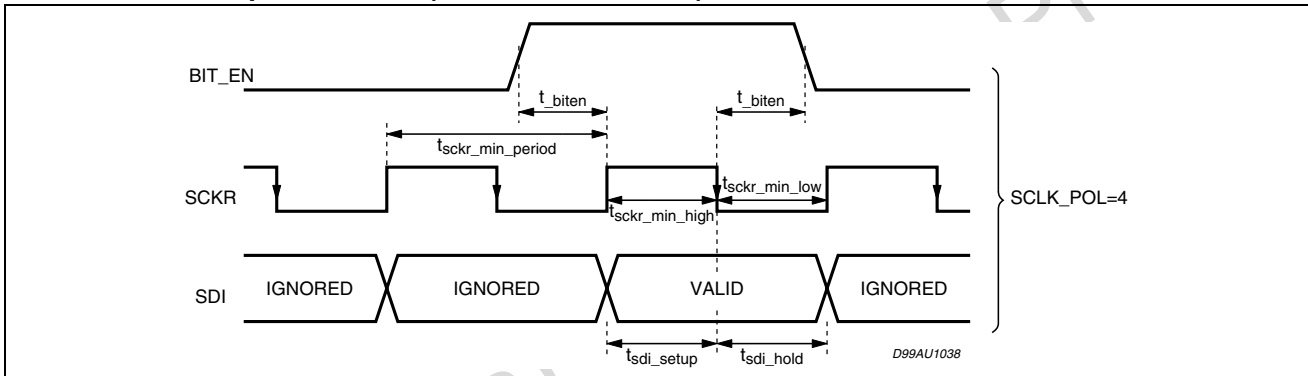 BIT_EN
t_biten
t_biten
tsckr_min_period
SCKR
tsckr_min_high
tsckr_min_low
SCLK_POL=4
SDI
IGNORED
IGNORED
VALID
IGNORED
tsdi_setup
tsdi_hold
D99AU1038